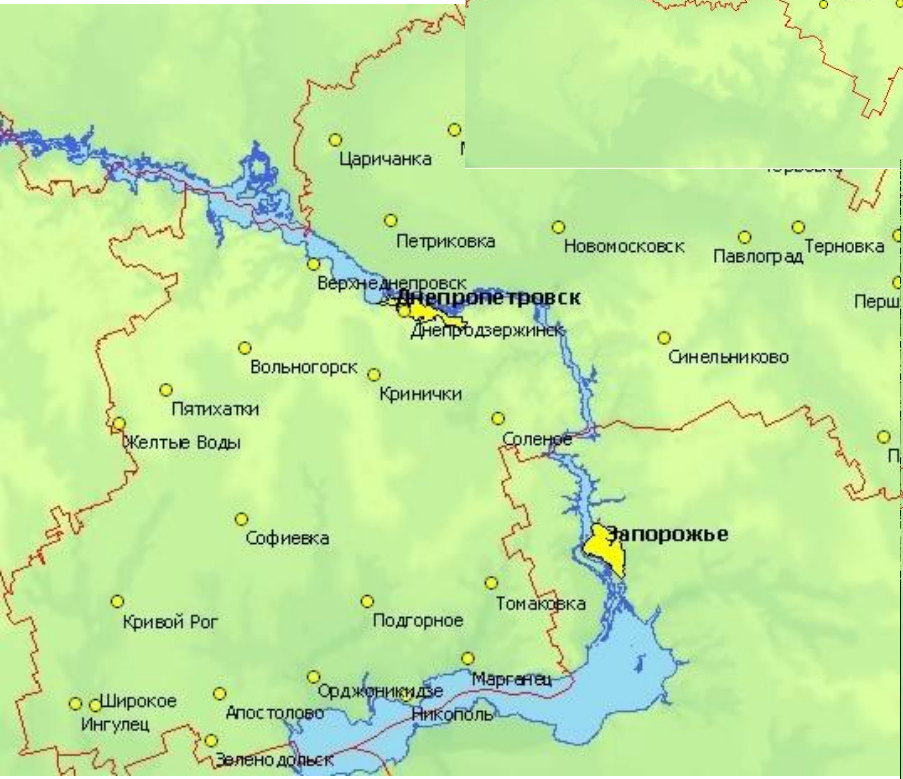 Царичанка
Петриковка
Новомосковск
Терновка
Павлоград
Верхнеднепровск
Днепропетровск
Днепродзержинск
Синельниково
Вольногорск
Кринички
Пятихатки
Желтые Воды
Соленое
Запорожье
Софиевка
Томаковка
Кривой Рог
Подгорное
Марганец
Орджоникидзе
Широкое
Апостолово
Никополь
Ингулец
Зеленодольск